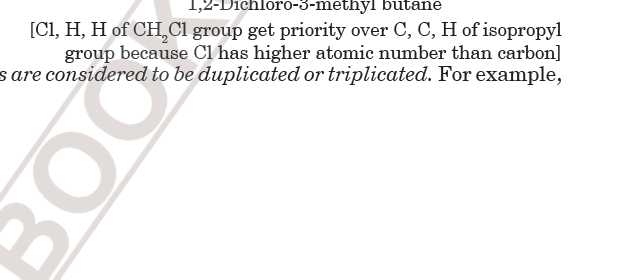 1,2-Dichloro-3-methyl butane
[Cl, H, H of CH₂Cl group get priority over C, C, H of isopropyl
group because Cl has higher atomic number than carbon]
s are considered to be duplicated or triplicated. For example,
BOOK